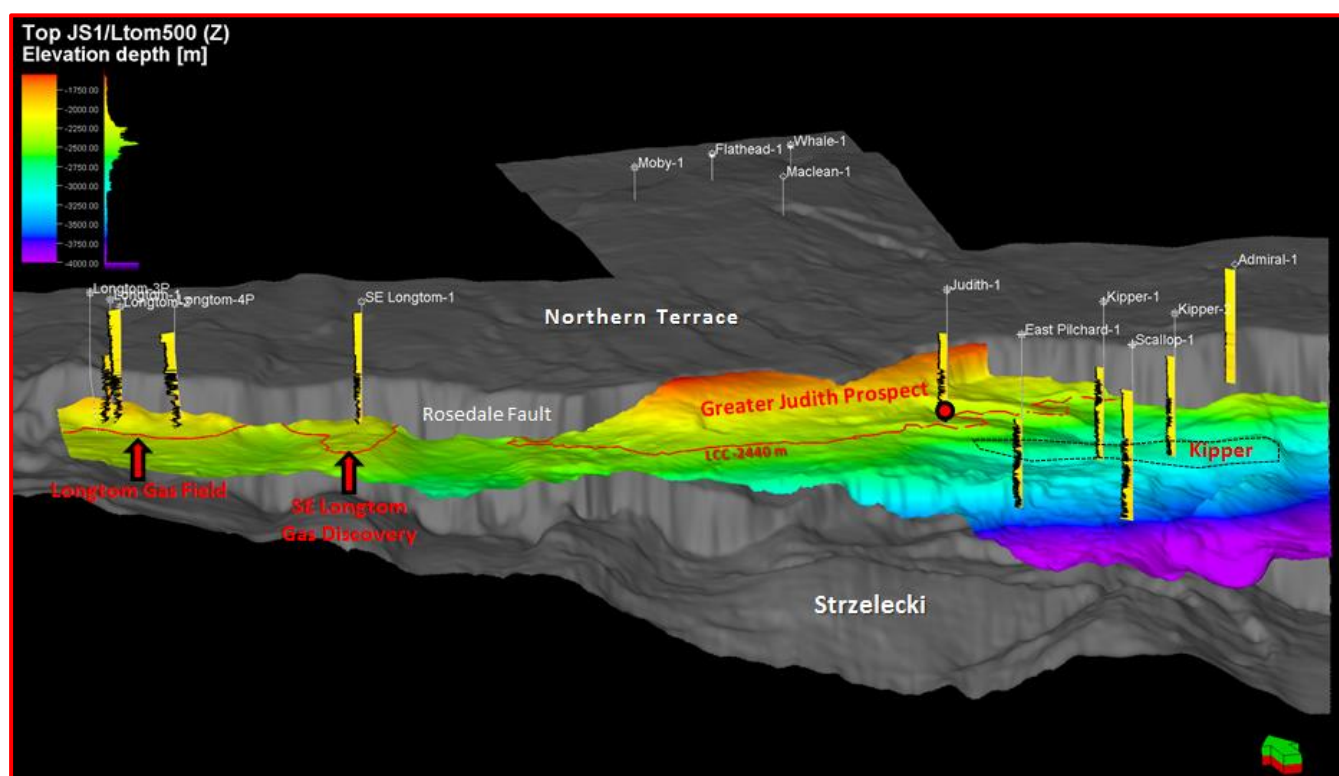 Top JS1/Ltom500 (Z)
Elevation depth [m]
-1750.00
-2000.00
-2250.00
-2500.00
-2750.00
-3000.00
-3250.00
-3500.00
-3750.00
-4000.00
Whale-1
Flathead-1
Moby-1
Maclean-1
Admiral-1
Longtom-3P
Longtom-4P
SE Longtom-1
Judith-1
Kipper-1
Northern Terrace
East Pilchard-1
Scallop-1
Greater Judith Prospect
Rosedale Fault
LCC-2440 m
Kipper
Longtom Gas Field
SE Longtom
Gas Discovery
Strzelecki